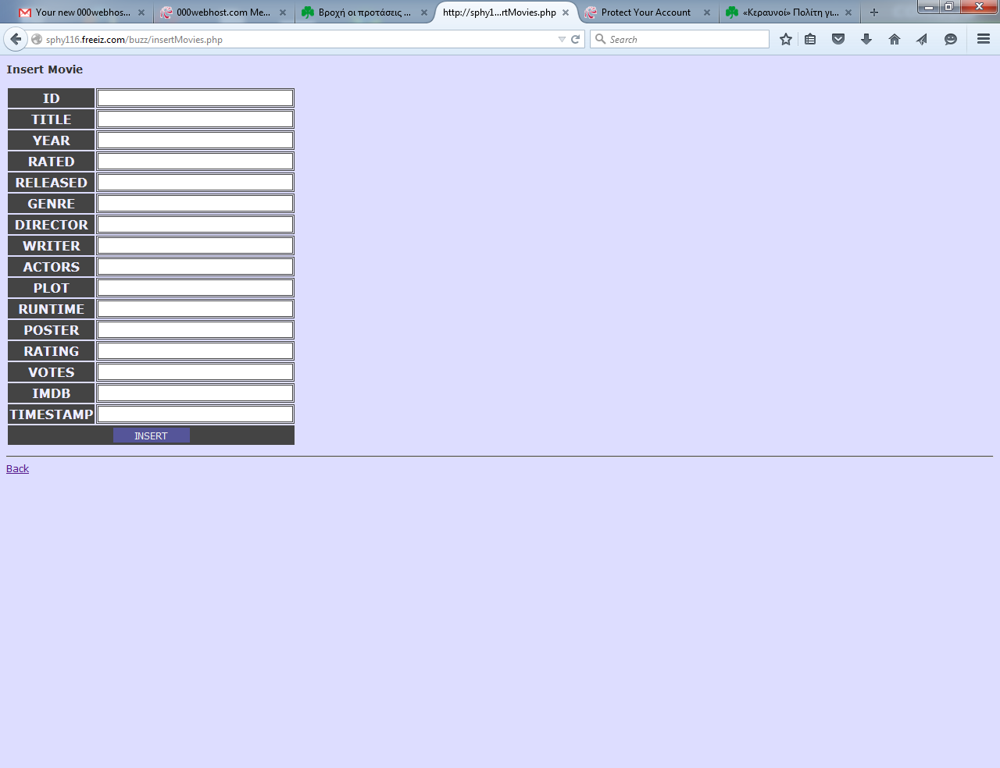 Your new 000webhos...
000webhost.com Me...
Βροχή οι προτάσεις ...
http://sphy1...rtMovies.php
Protect Your Account
«Κεραυνοί» Πολίτη γι...
sphy116.freeiz.com/buzz/insertMovies.php
Search
Insert Movie
ID
TITLE
YEAR
RATED
RELEASED
GENRE
DIRECTOR
WRITER
ACTORS
PLOT
RUNTIME
POSTER
RATING
VOTES
IMDB
TIMESTAMP
INSERT
Back